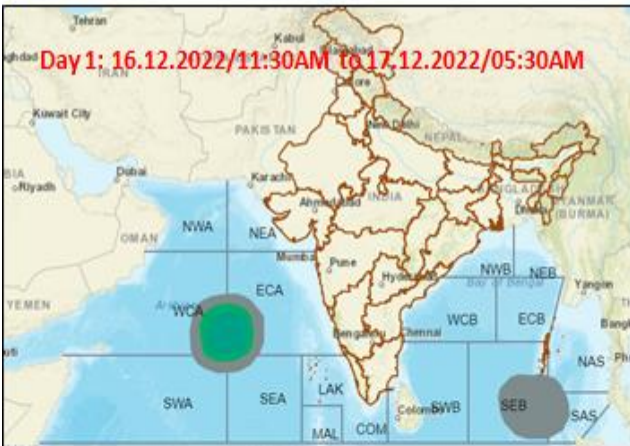 Tehran
Kabul
Day 1: 16.12.2022/11:30AM to 17.12.2022/05:30AM
IRAN
Kuwait City
PAKISTAN
New Delhi
NEPAL
Dubai
Riyadh
Karachi
INDIA
BANGLADESH
Dhaka
MYANMAR
(BURMA)
OMAN
NWA
NEA
Mumbai
Pune
Hyderabad
NWB
NEB
Bay of Bengal
Yangon
YEMEN
ECA
WCA
WCB
ECB
Bengaluru
Chennai
NAS
SWA
SEA
LAK
Colombo
SWB
SEB
SAS
MAL
COM